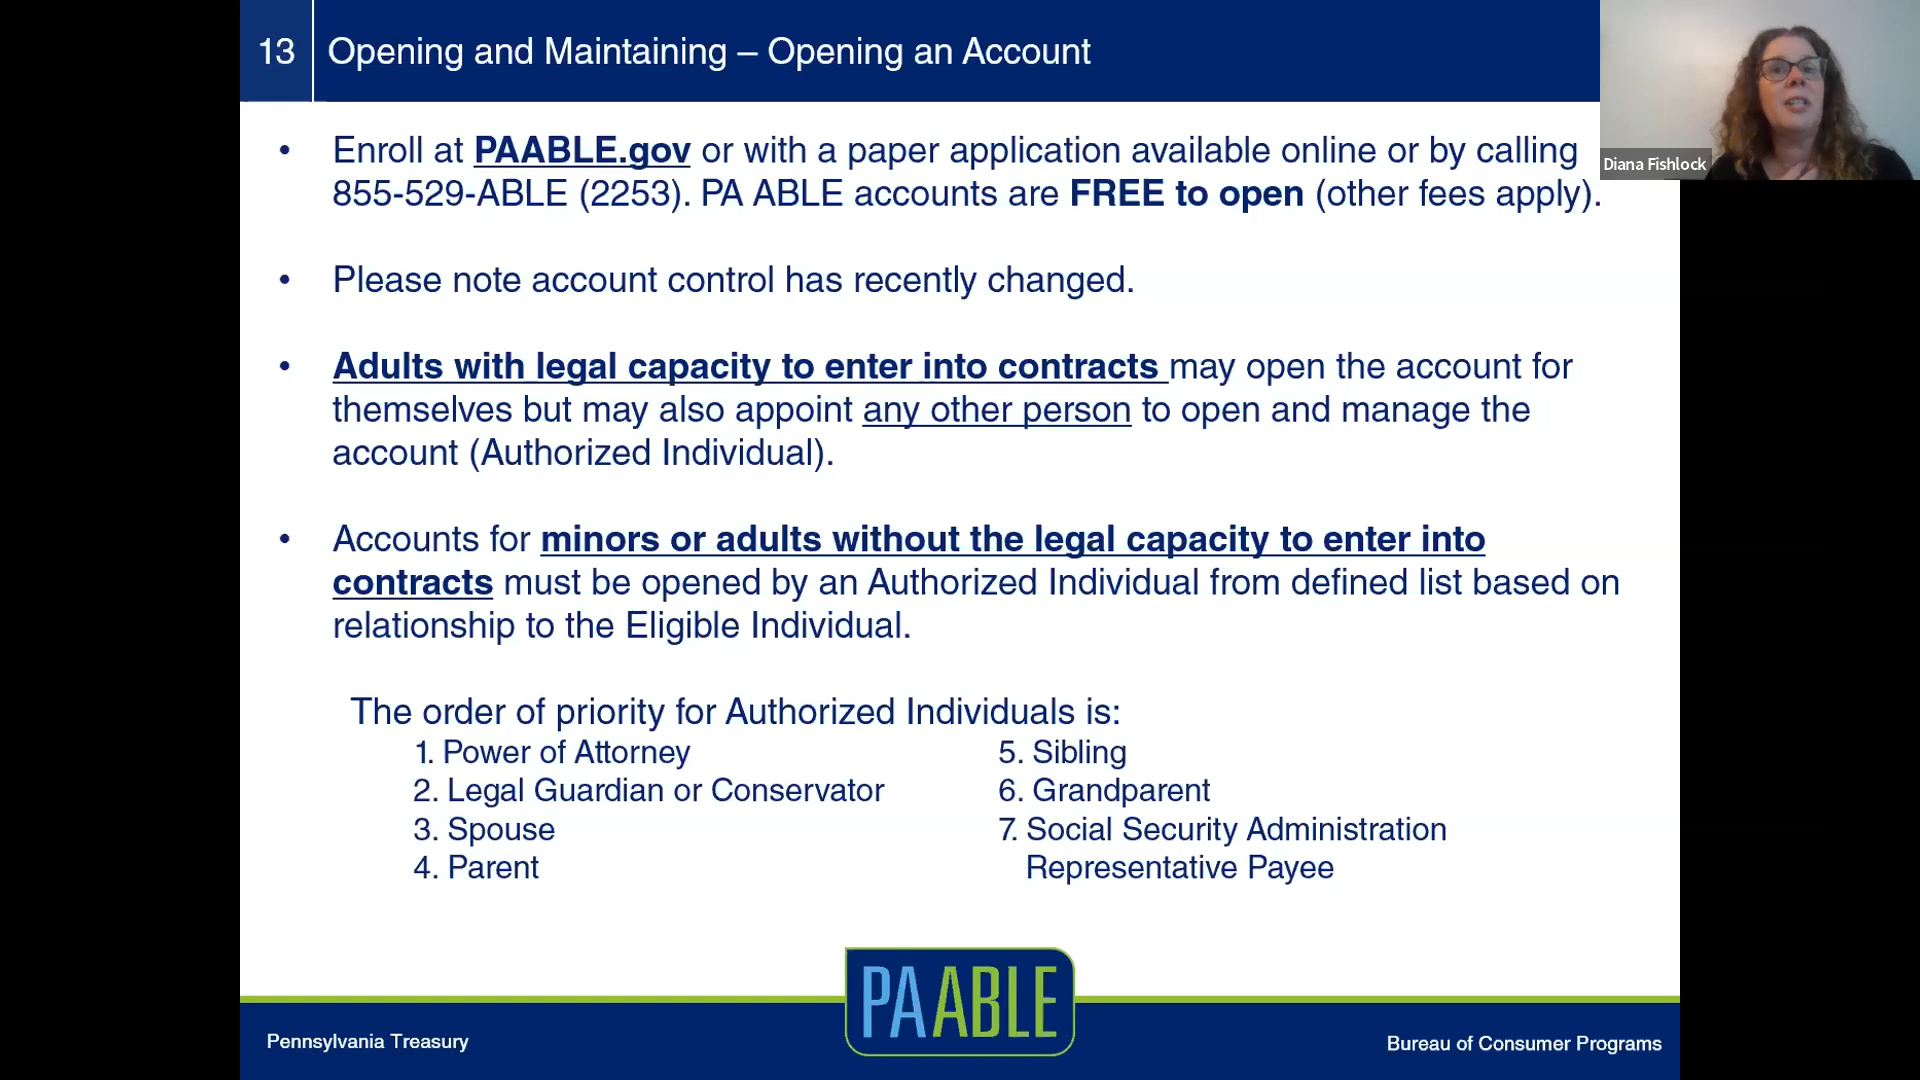 13 Opening and Maintaining – Opening an Account
Diana Fishlock
• Enroll at PAABLE.gov or with a paper application available online or by calling
855-529-ABLE (2253). PA ABLE accounts are FREE to open (other fees apply).
• Please note account control has recently changed.
• Adults with legal capacity to enter into contracts may open the account for
themselves but may also appoint any other person to open and manage the
account (Authorized Individual).
• Accounts for minors or adults without the legal capacity to enter into
contracts must be opened by an Authorized Individual from defined list based on
relationship to the Eligible Individual.
The order of priority for Authorized Individuals is:
1. Power of Attorney
2. Legal Guardian or Conservator
3. Spouse
4. Parent
5. Sibling
6. Grandparent
7. Social Security Administration
Representative Payee
PAABLE
Pennsylvania Treasury
Bureau of Consumer Programs